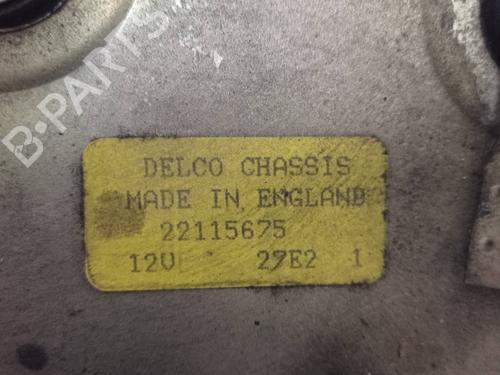 B-PARTS
DELCO CHASSIS
MADE IN ENGLAND
22115675
12V 27E2 1